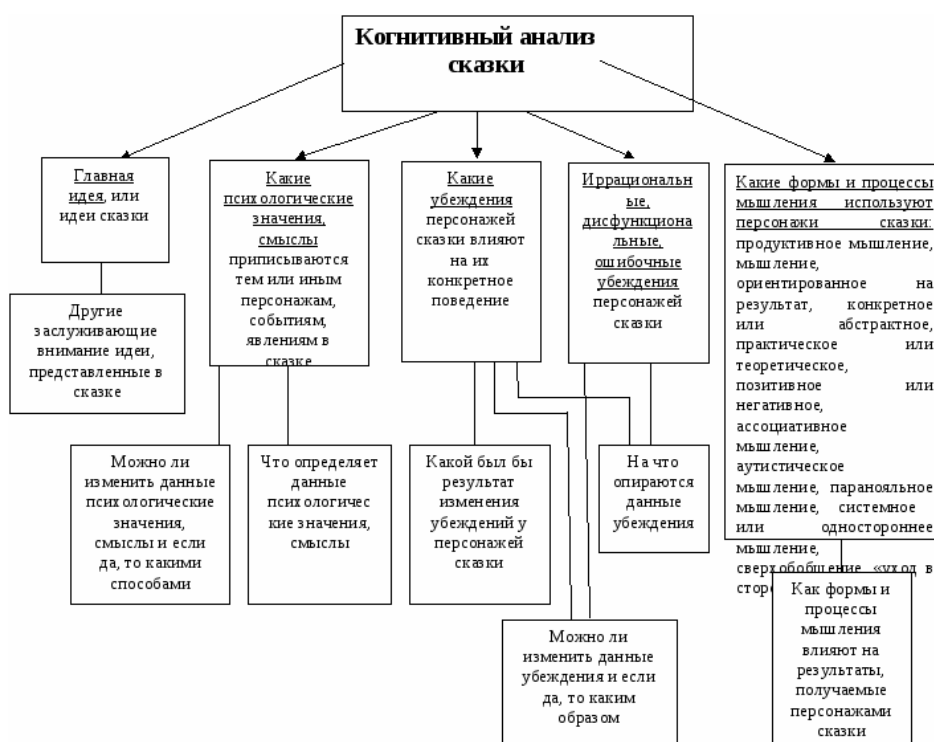 Когнитивный анализ
сказки
Главная
идея, или
идеи сказки
Другие
заслуживающие
внимание идеи,
представленные в
сказке
Какие
психологические
значения,
смыслы
приписываются
тем или иным
персонажам,
событиям,
явлениям в
сказке
Можно ли
изменить данные
психологические
значения,
смыслы и если
да, то какими
способами
Что определяет
данные
психологичес
кие значения,
смыслы
Какие
убеждения
персонажей
сказки влияют
на их
конкретное
поведение
Какой был бы
результат
изменения
убеждений у
персонажей
сказки
Иррациональн
ые,
дисфункциона
льные,
ошибочные
убеждения
персонажей
сказки
На что
опираются
данные
убеждения
Можно ли
изменить данные
убеждения и если
да, то каким
образом
Какие формы и процессы
мышления используют
персонажи сказки:
продуктивное мышление,
мышление,
ориентированное на
результат, конкретное
или абстрактное,
практическое или
теоретическое,
позитивное или
негативное,
ассоциативное
мышление,
аутистическое
мышление, паранояльное
мышление, системное
или одностороннее
мышление,
сверхобобщение, «уход в
Как формы и
процессы
мышления
влияют на
результаты,
получаемые
персонажами
сказки